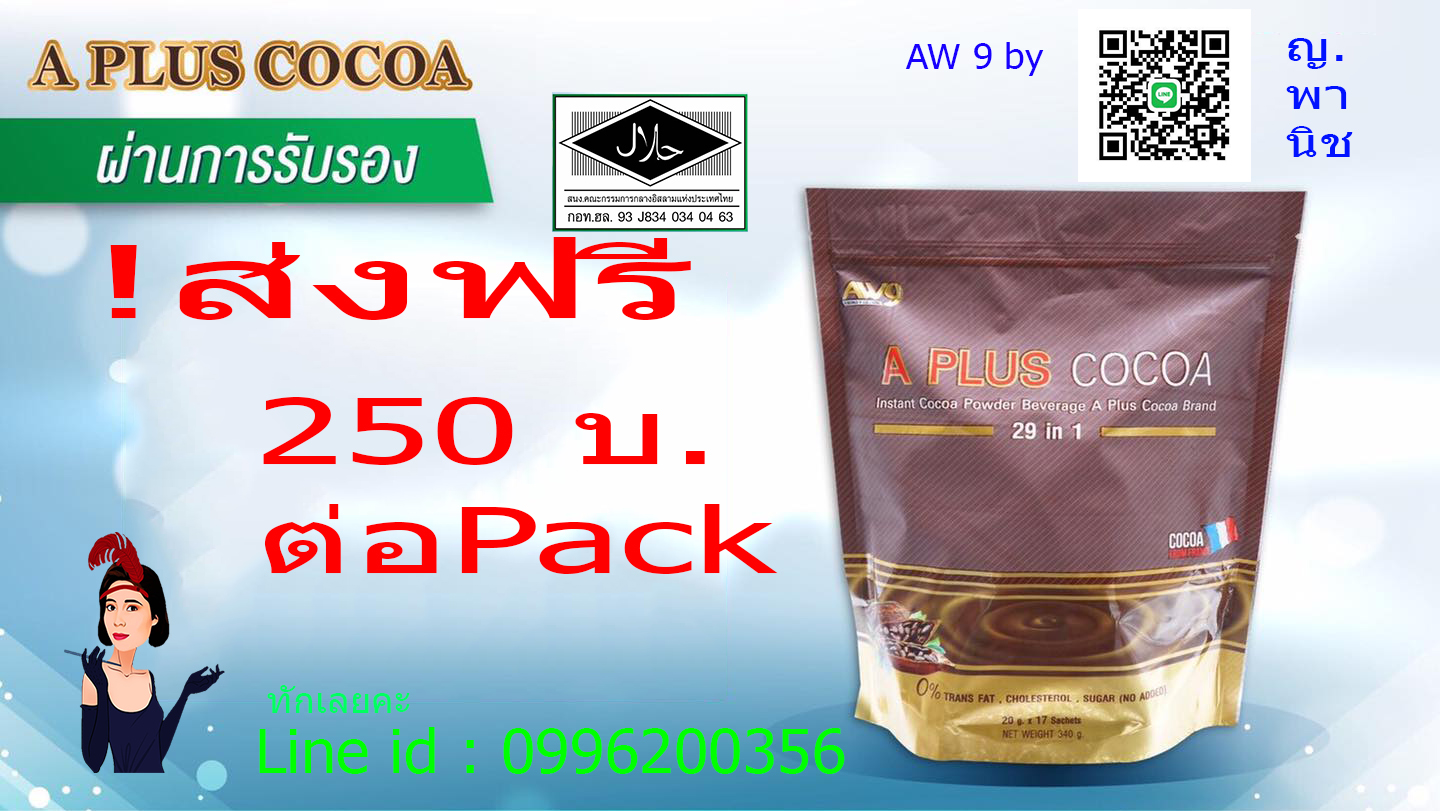 A PLUS COCOA
ผ่านการรับรอง
حلال
สนง.คณะกรรมการกลางอิสลามแห่งประเทศไทย
กอท.ฮล. 93 J834 034 04 63
AW 9 by
LINE
ญ.
พา
นิช
!ส่งฟรี
250 บ.
ต่อPack
ทักเลยคะ
Line id : 0996200356
AW9
A PLUS COCOA
Instant Cocoa Powder Beverage A Plus Cocoa Brand
29 in 1
COCOA
FROM FRANCE
0% TRANS FAT , CHOLESTEROL , SUGAR (NO ADDED)
20 g. x 17 Sachets
NET WEIGHT 340 g.